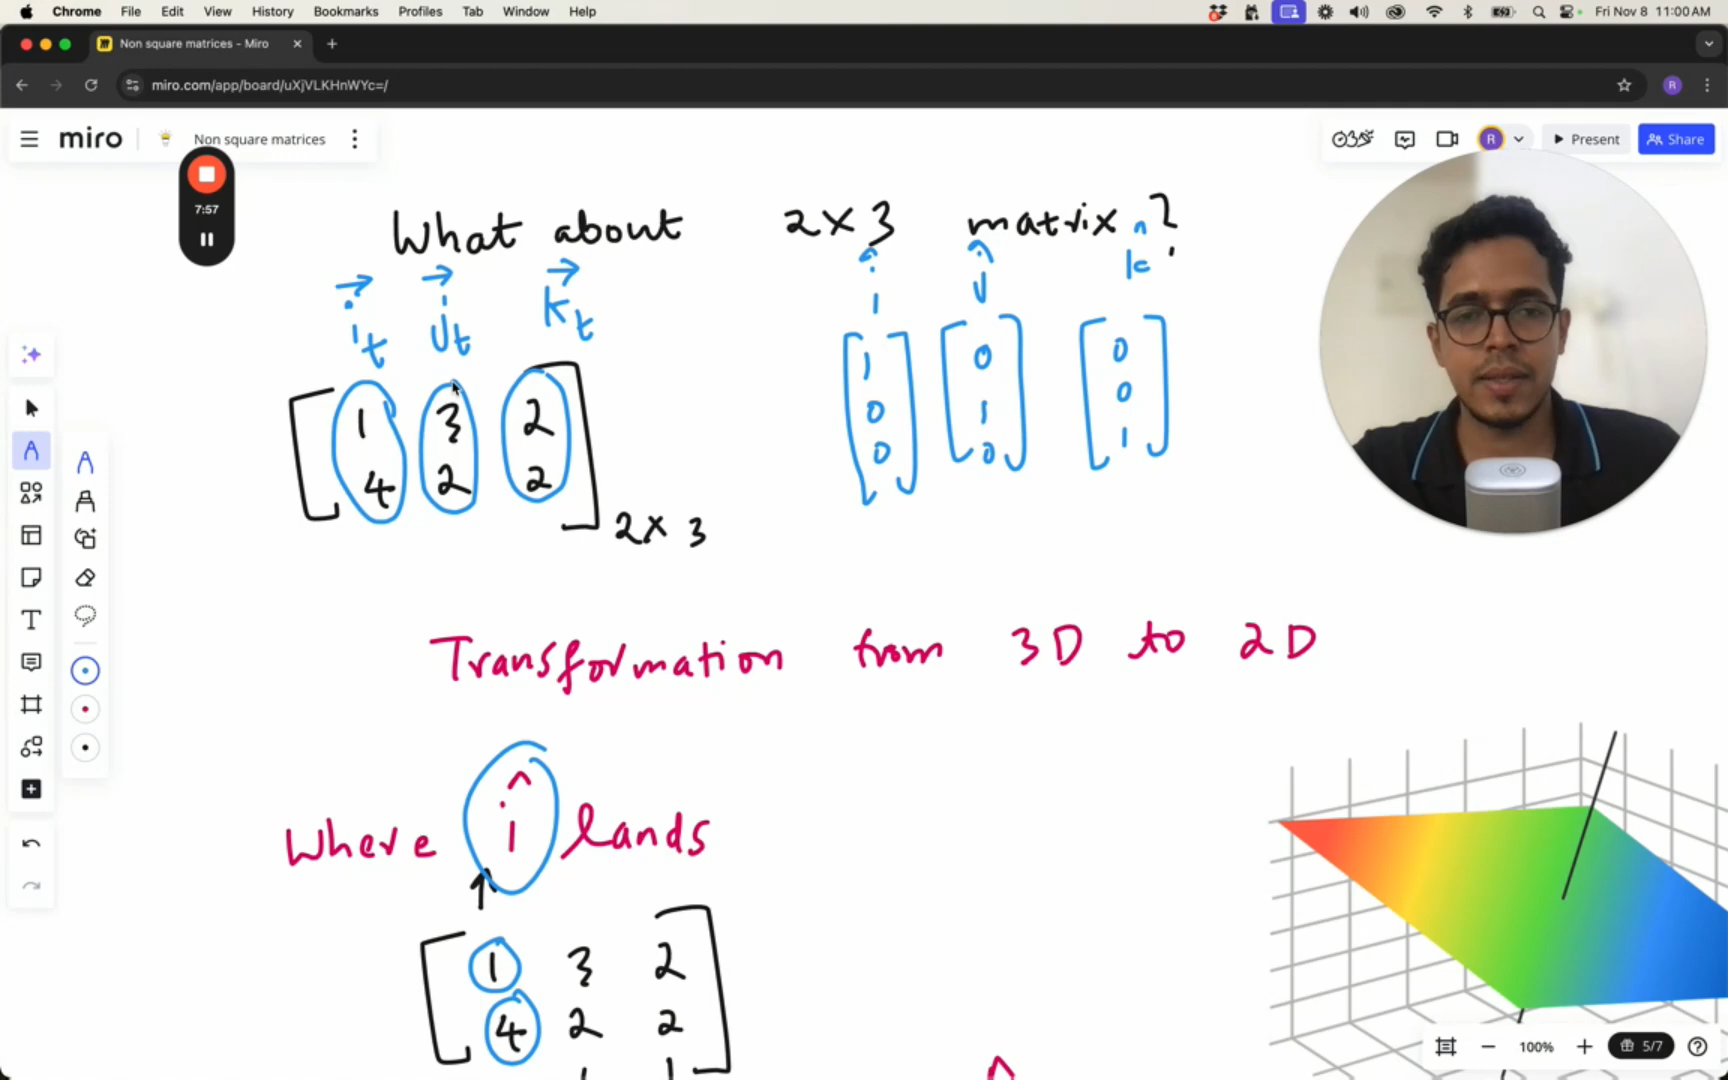 Chrome File Edit View History Bookmarks Profiles Tab Window Help Fri Nov 8 11:00 AM
Non square matrices - Miro
miro.com/app/board/uXjVLKHnWYc=/ R
miro Non square matrices R Present Share
7:57
What about 2x3 matrix?
i j k
i_t j_t k_t
[1 3 2
4 2 2] 2x3
[1 0 0] [0 1 0] [0 0 1]
Transformation from 3D to 2D
Where i lands
[1 3 2
4 2 2]
100% 5/7